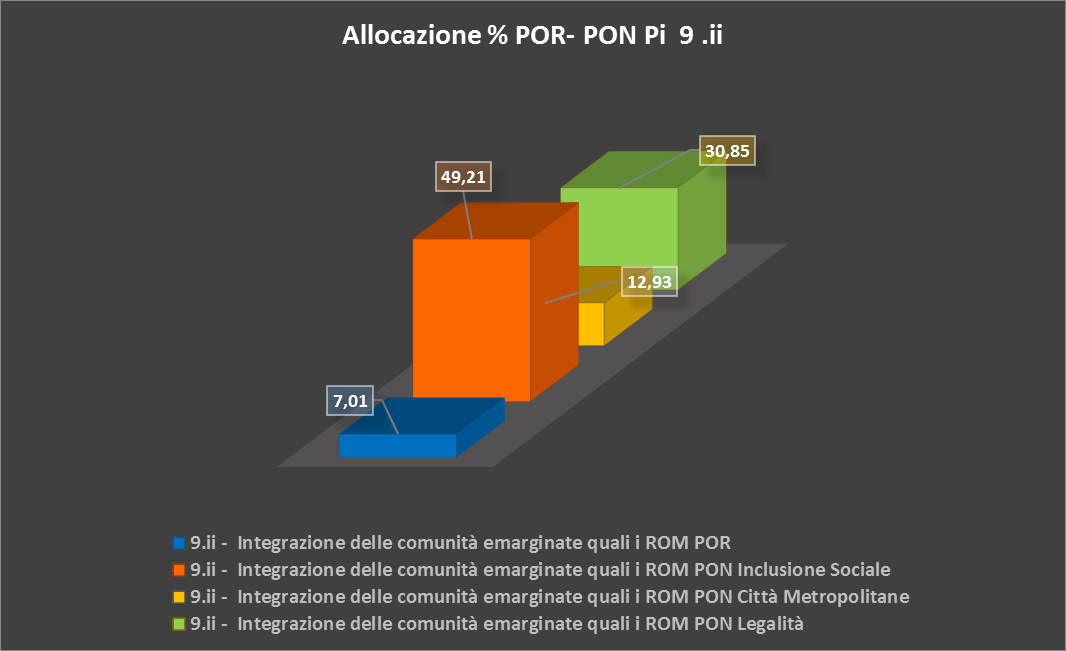 Allocazione % POR- PON Pi 9 .ii
30,85
49,21
12,93
7,01
9.ii - Integrazione delle comunità emarginate quali i ROM POR
9.ii - Integrazione delle comunità emarginate quali i ROM PON Inclusione Sociale
9.ii - Integrazione delle comunità emarginate quali i ROM PON Città Metropolitane
9.ii - Integrazione delle comunità emarginate quali i ROM PON Legalità